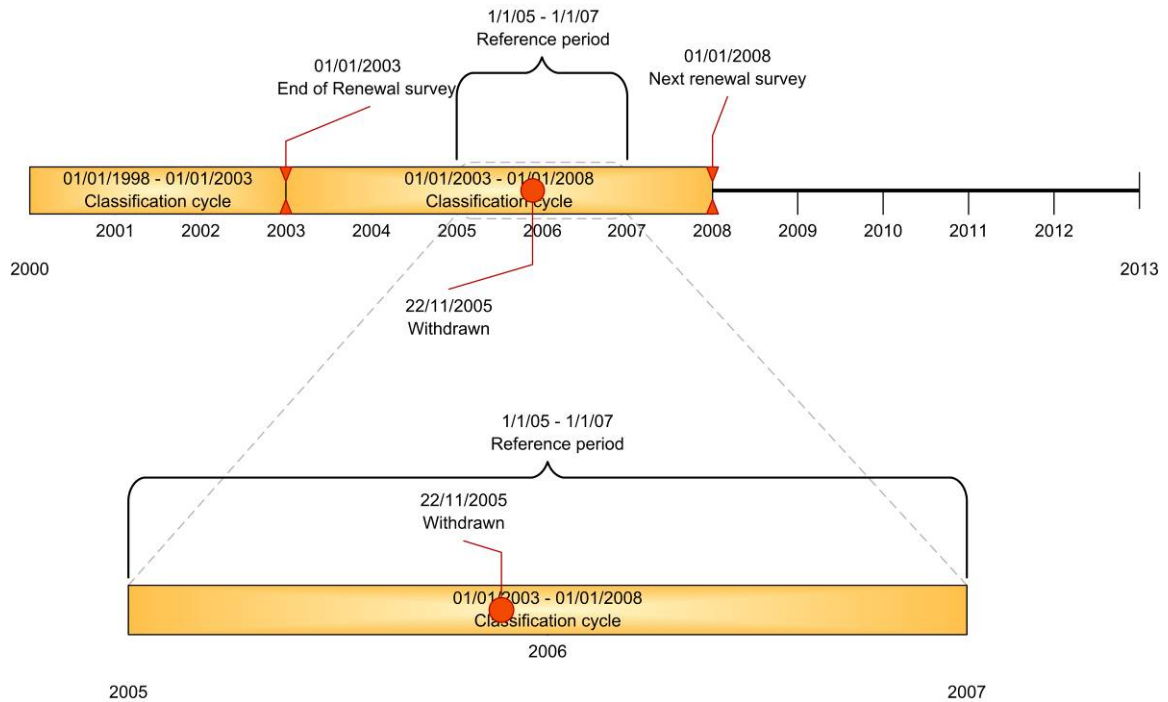 1/1/05 - 1/1/07
Reference period
01/01/2003
End of Renewal survey
01/01/2008
Next renewal survey
01/01/1998 - 01/01/2003
Classification cycle
01/01/2003 - 01/01/2008
Classification cycle
2001 2002 2003 2004 2005 2006 2007 2008 2009 2010 2011 2012
2000 2013
22/11/2005
Withdrawn
1/1/05 - 1/1/07
Reference period
22/11/2005
Withdrawn
01/01/2003 - 01/01/2008
Classification cycle
2006
2005 2007